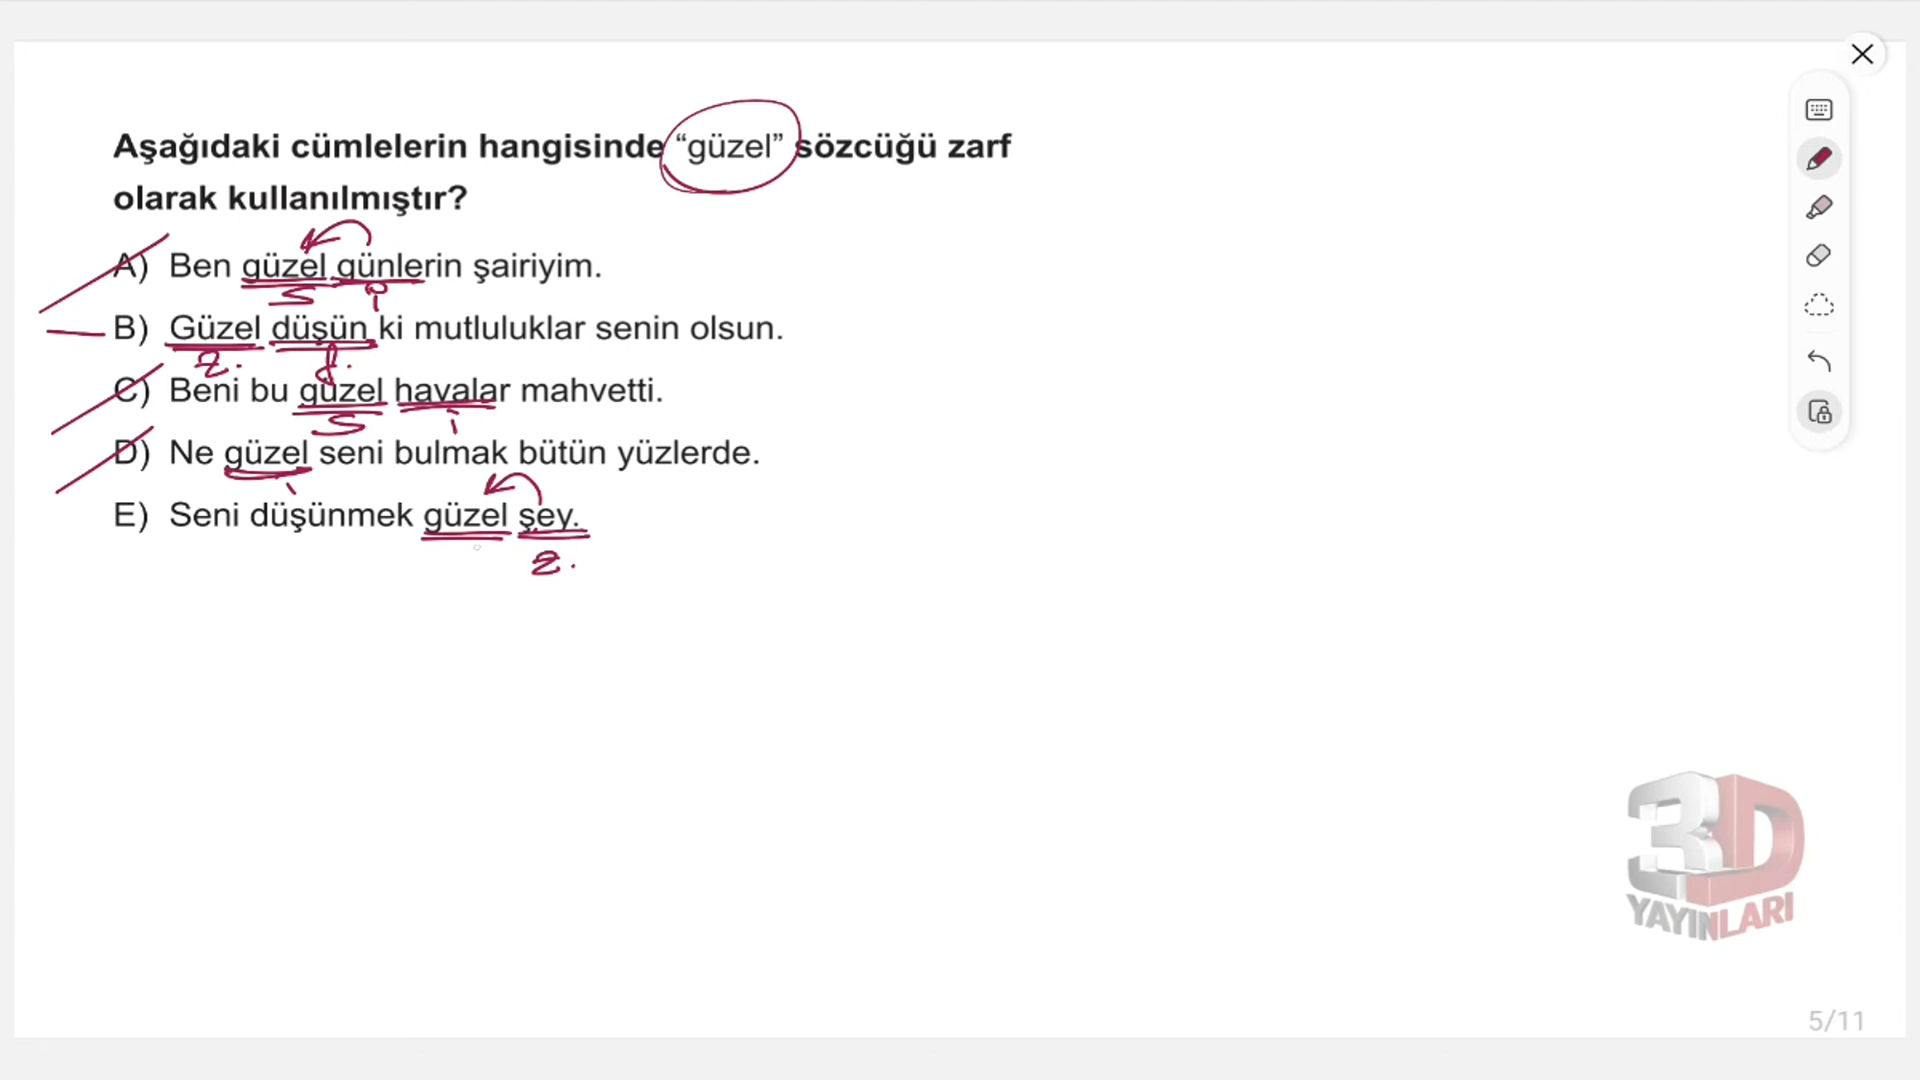 Aşağıdaki cümlelerin hangisinde “güzel” sözcüğü zarf
olarak kullanılmıştır?
A) Ben güzel günlerin şairiyim.
S i
B) Güzel düşün ki mutluluklar senin olsun.
z. f.
C) Beni bu güzel havalar mahvetti.
S i
D) Ne güzel seni bulmak bütün yüzlerde.
E) Seni düşünmek güzel şey.
z.
3D
YAYINLARI
5/11